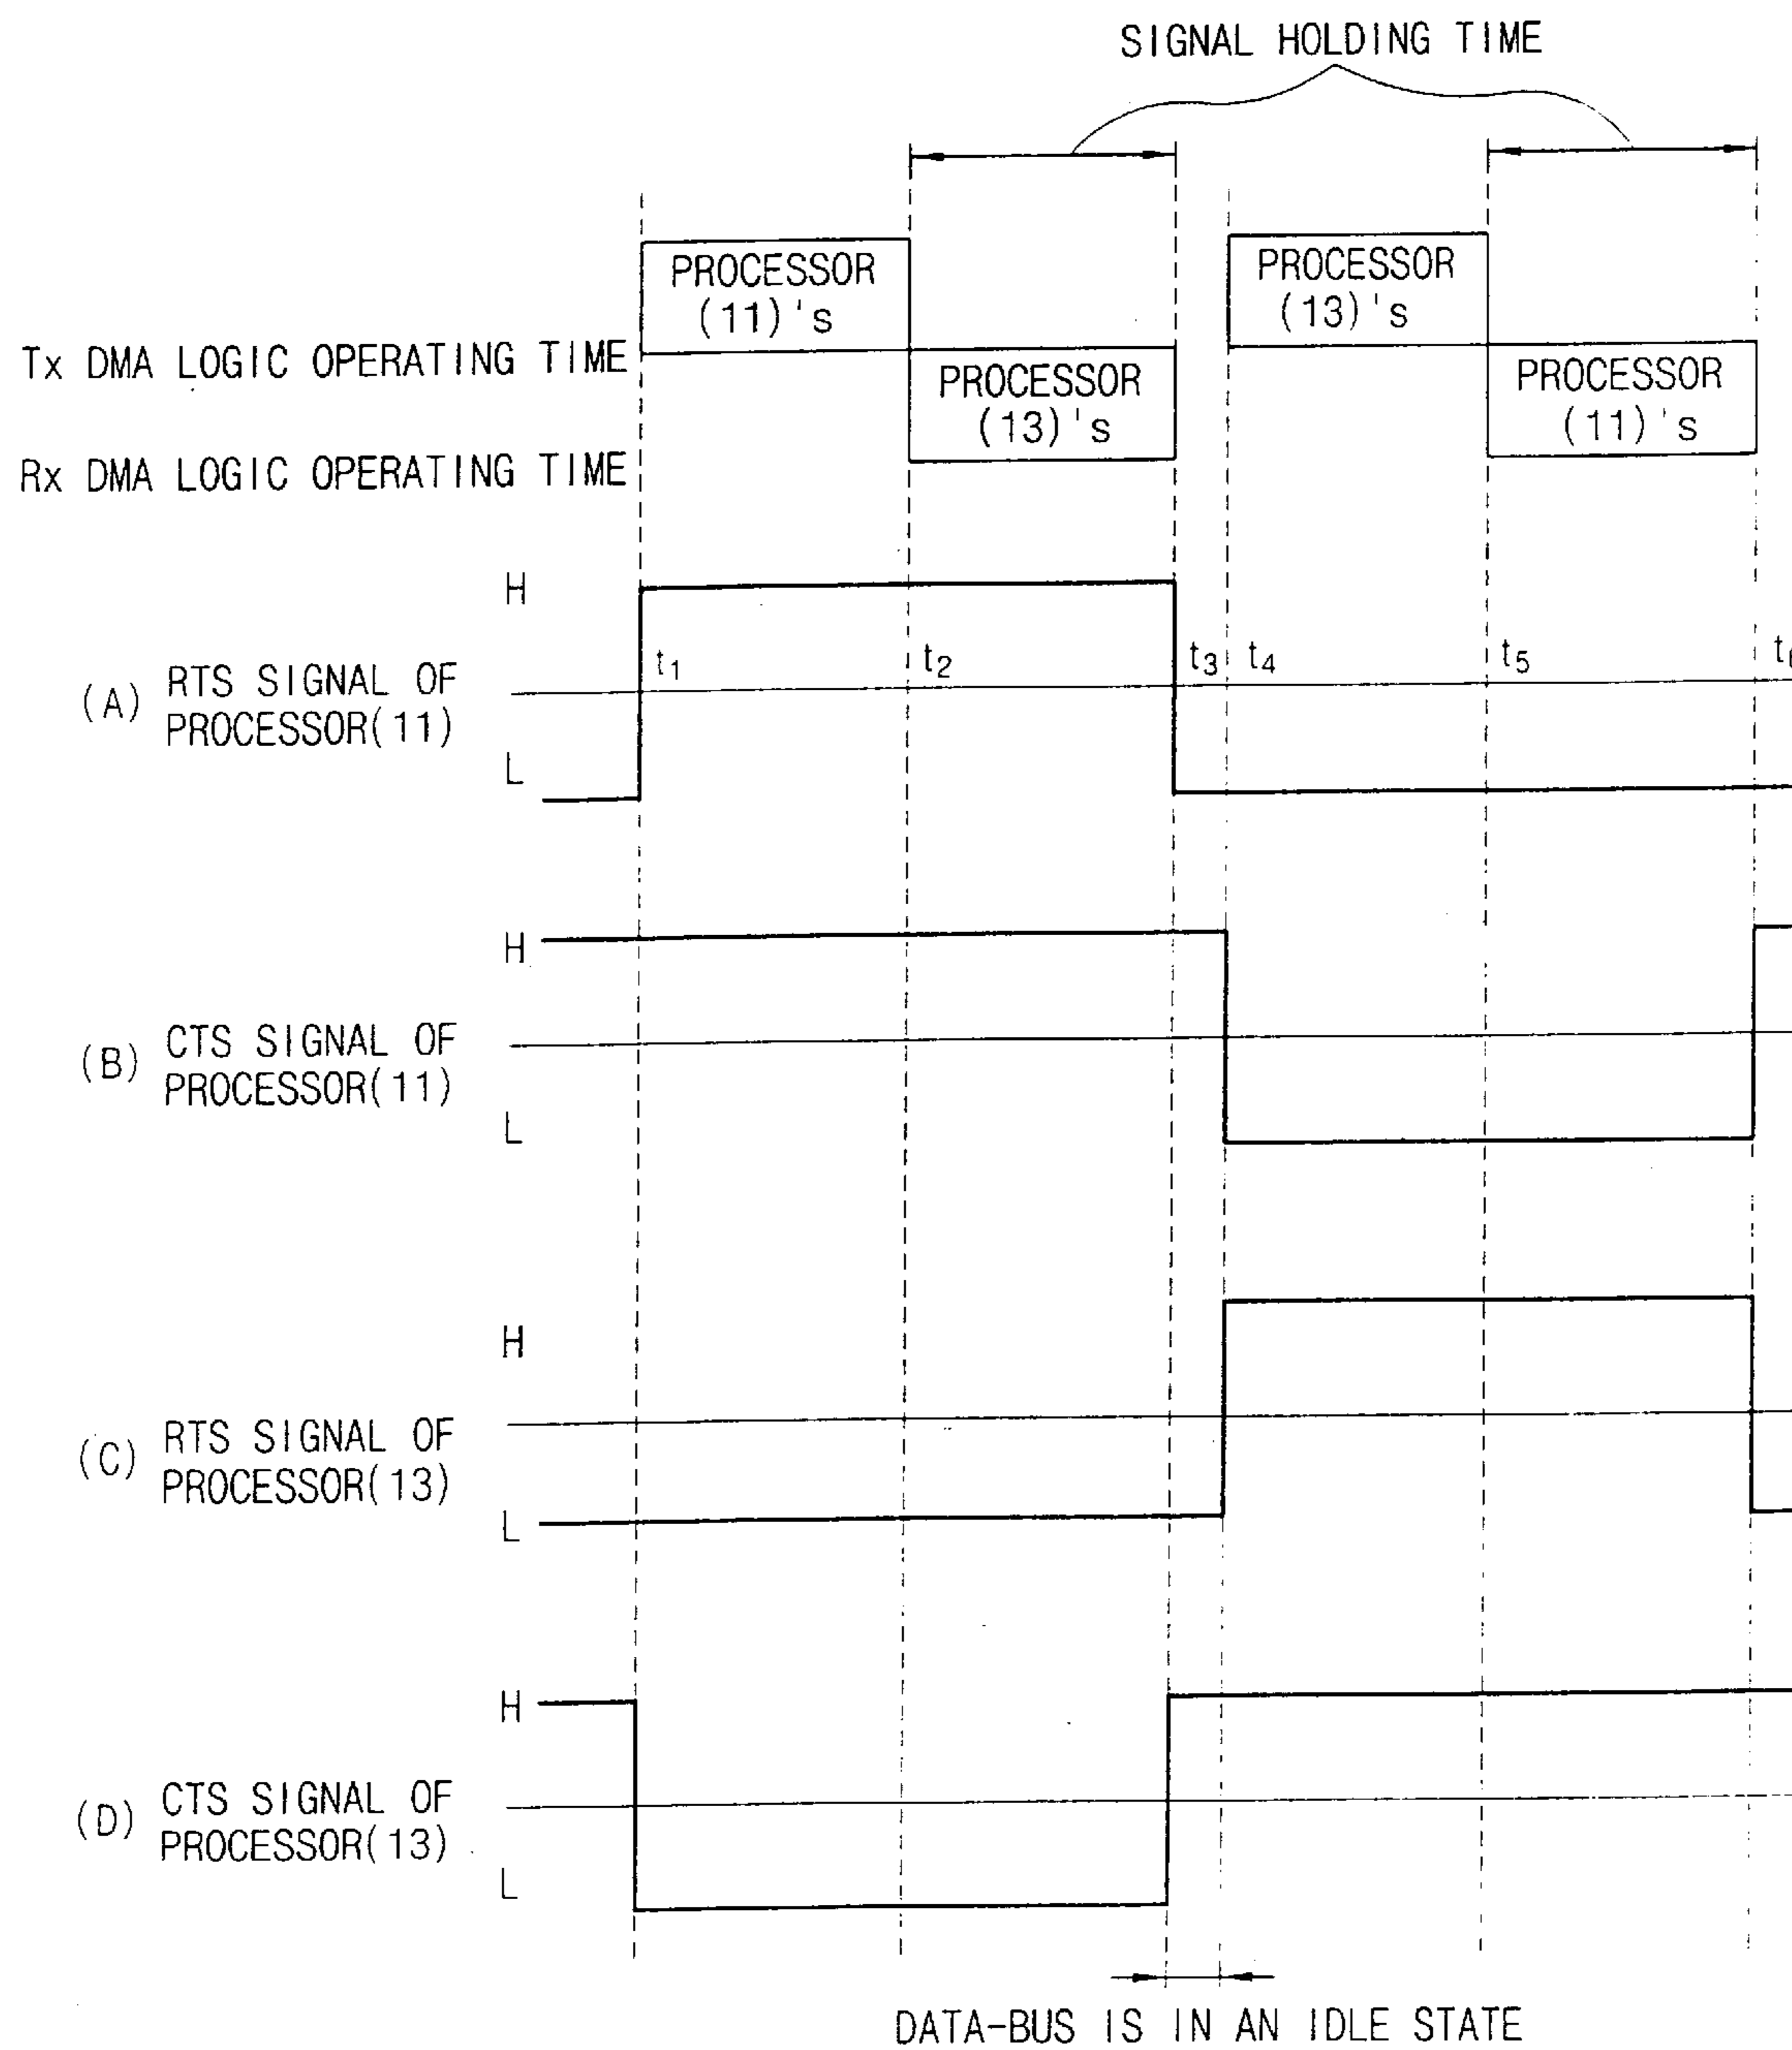 SIGNAL HOLDING TIME
PROCESSOR
(11)'s
PROCESSOR
(13)'s
Tx DMA LOGIC OPERATING TIME
PROCESSOR
(13)'s
PROCESSOR
(11)'s
Rx DMA LOGIC OPERATING TIME
H
t1 t2 t3 t4 t5
(A) RTS SIGNAL OF
PROCESSOR(11)
L
H
(B) CTS SIGNAL OF
PROCESSOR(11)
L
H
(C) RTS SIGNAL OF
PROCESSOR(13)
L
H
(D) CTS SIGNAL OF
PROCESSOR(13)
L
DATA-BUS IS IN AN IDLE STATE